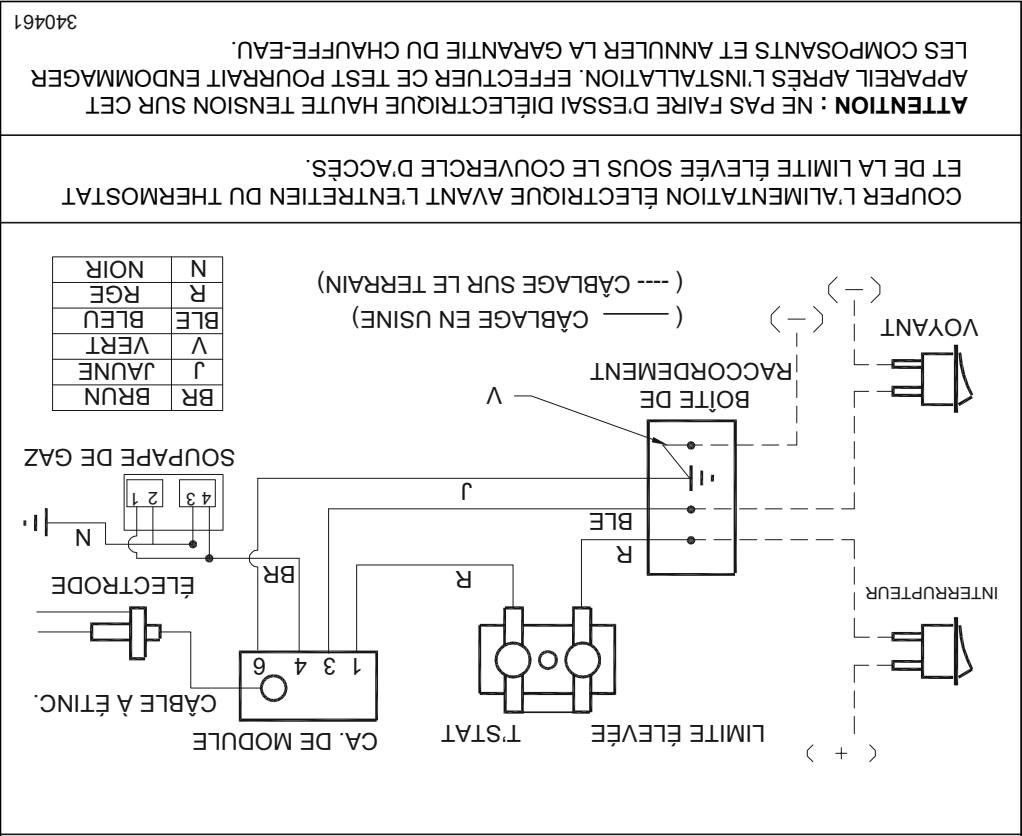 ( + )
LIMITE ÉLEVÉE
T'STAT
CA. DE MODULE
CÂBLE À ÉTINC.
1 3 4 6
INTERRUPTEUR
ÉLECTRODE
R
R
BR
N
BLE
J
4 3 2 1
SOUPAPE DE GAZ
BOÎTE DE
RACCORDEMENT
V
VOYANT
( — )
( — )
( —— CÂBLAGE EN USINE)
( ---- CÂBLAGE SUR LE TERRAIN)
BR BRUN
J JAUNE
V VERT
BLE BLEU
R RGE
N NOIR
COUPER L'ALIMENTATION ÉLECTRIQUE AVANT L'ENTRETIEN DU THERMOSTAT
ET DE LA LIMITE ÉLEVÉE SOUS LE COUVERCLE D'ACCÈS.
ATTENTION : NE PAS FAIRE D'ESSAI DIÉLECTRIQUE HAUTE TENSION SUR CET
APPAREIL APRÈS L'INSTALLATION. EFFECTUER CE TEST POURRAIT ENDOMMAGER
LES COMPOSANTS ET ANNULER LA GARANTIE DU CHAUFFE-EAU.
340461